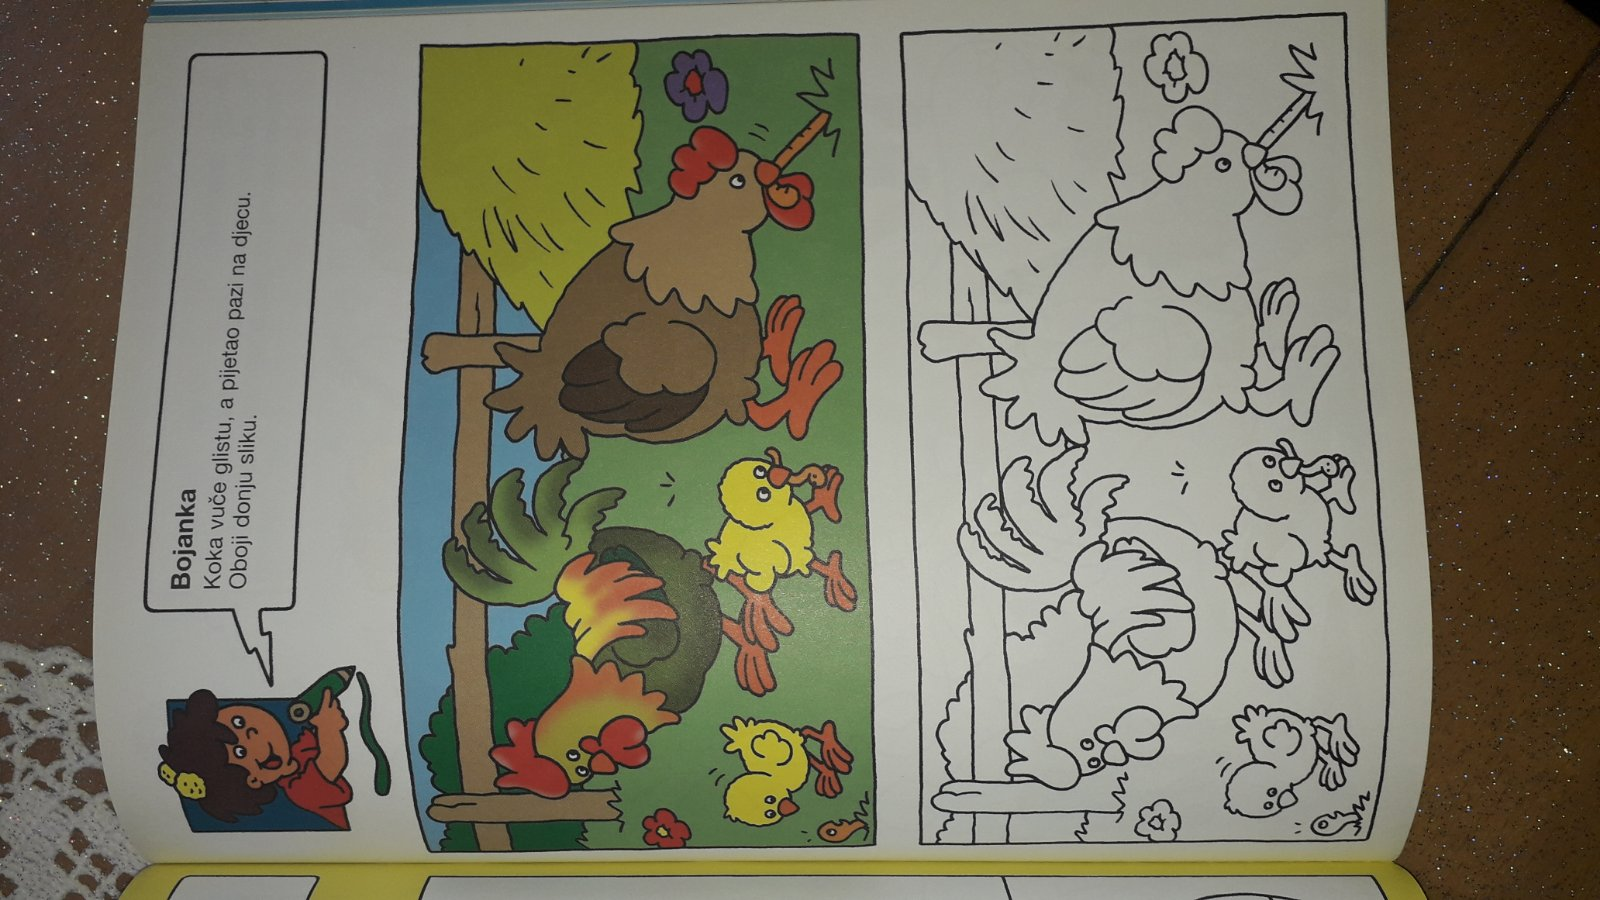 Bojanka
Koka vuče glistu, a pijetao pazi na djecu.
Oboji donju sliku.